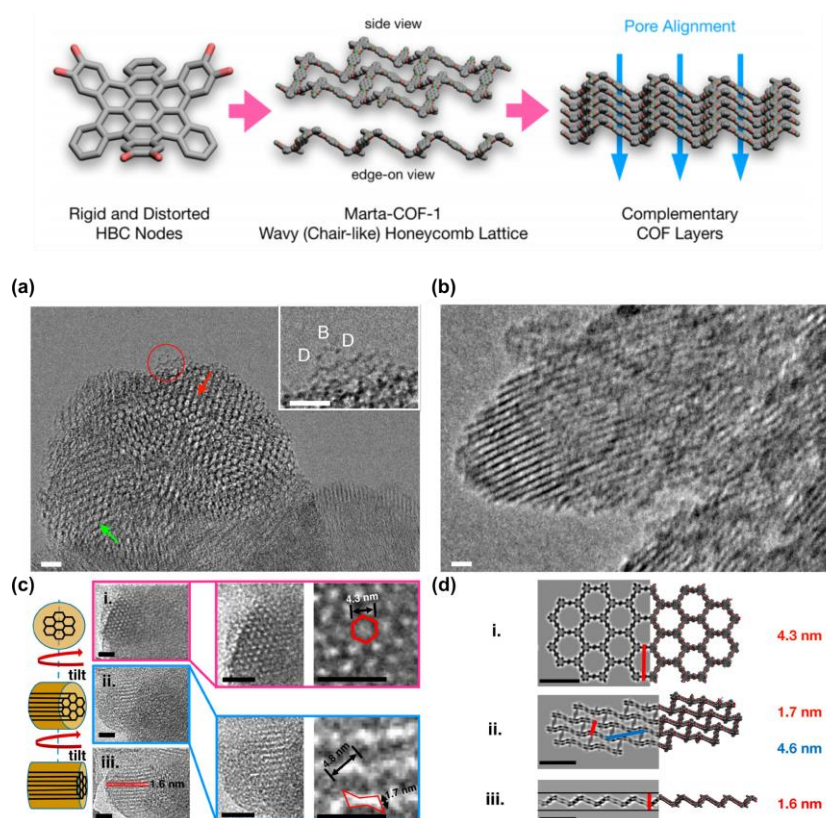 side view
Pore Alignment
edge-on view
Rigid and Distorted
HBC Nodes
Marta-COF-1
Wavy (Chair-like) Honeycomb Lattice
Complementary
COF Layers
(a)
B
D D
(b)
(c)
i.
4.3 nm
tilt
ii.
tilt
iii.
1.6 nm
4.8 nm
1.7 nm
(d)
i.
4.3 nm
ii.
1.7 nm
4.6 nm
iii.
1.6 nm